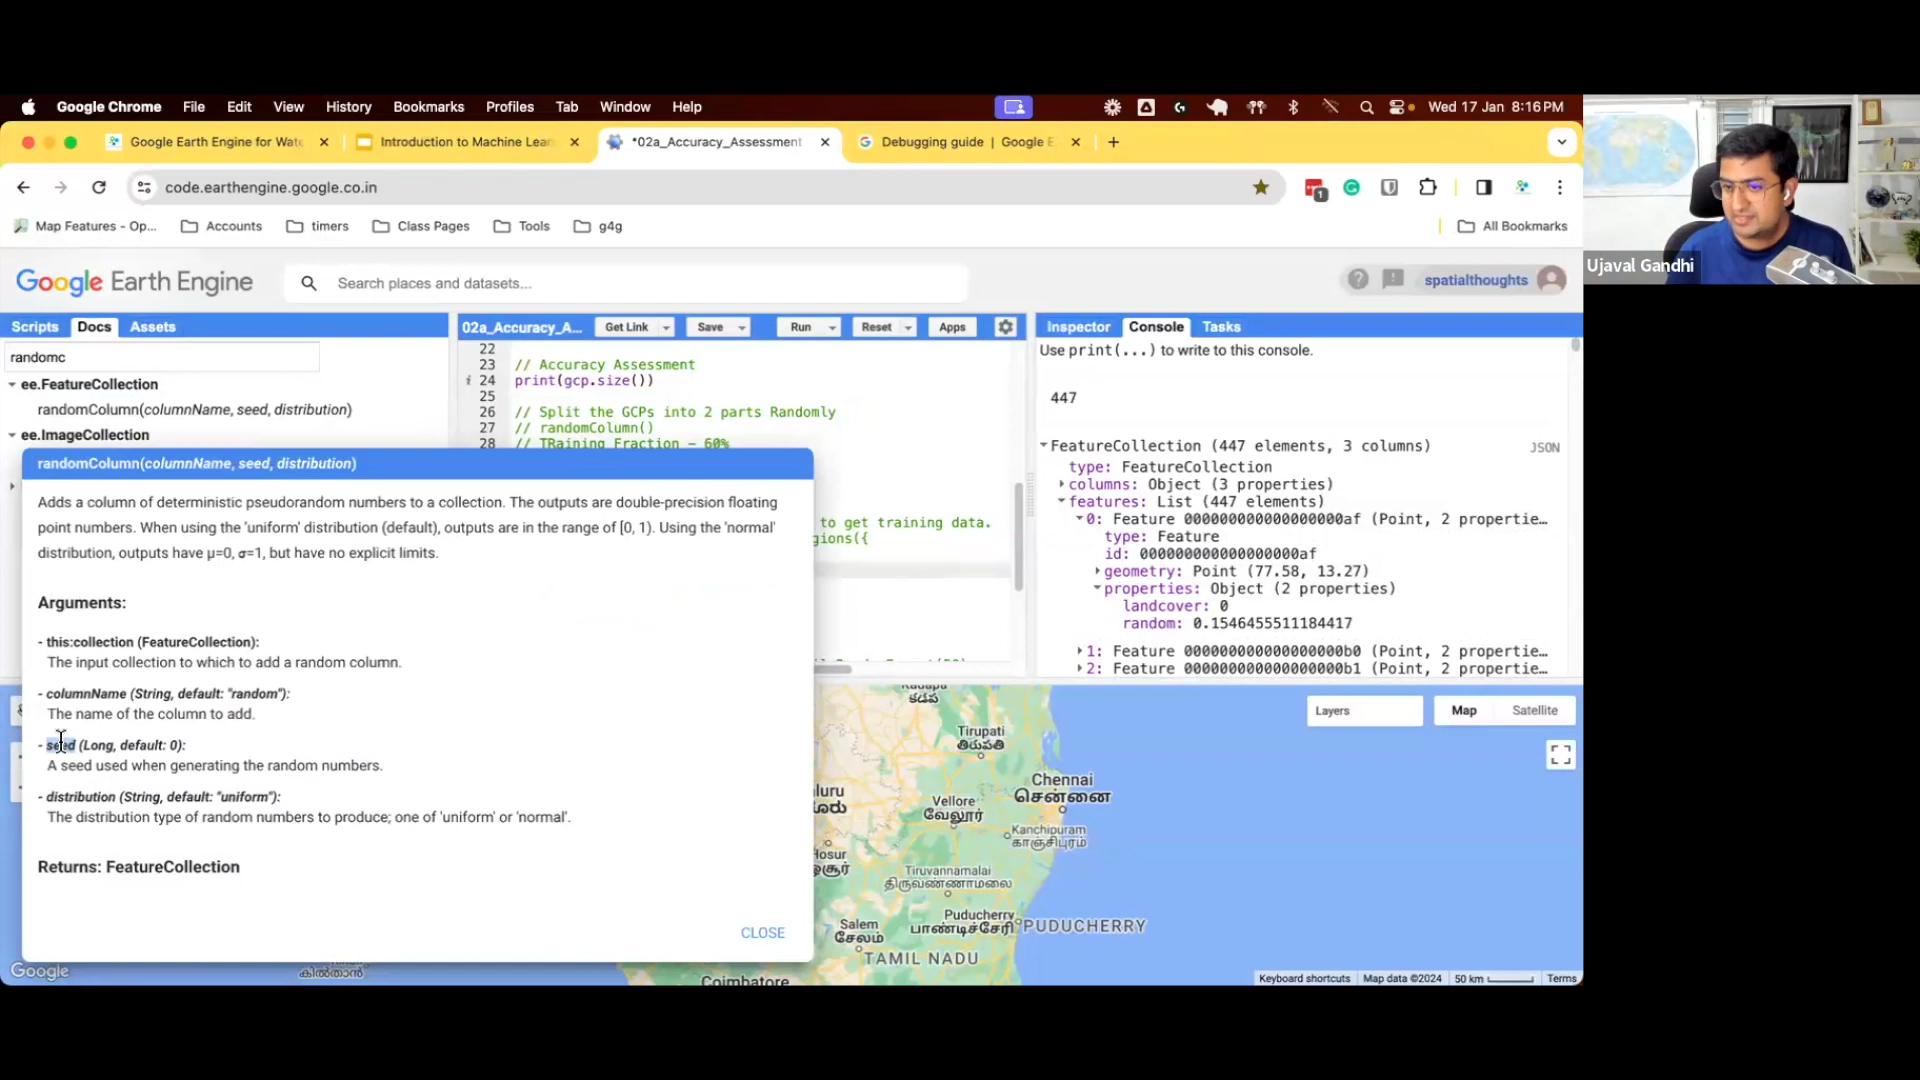 Google Chrome File Edit View History Bookmarks Profiles Tab Window Help Wed 17 Jan 8:16 PM
Google Earth Engine for Wate
Introduction to Machine Lear
*02a_Accuracy_Assessment
Debugging guide | Google E
code.earthengine.google.co.in
1
Map Features - Op...
Accounts
timers
Class Pages
Tools
g4g
All Bookmarks
Ujaval Gandhi
Google Earth Engine
Search places and datasets...
spatialthoughts
Scripts Docs Assets
randomc
ee.FeatureCollection
randomColumn(columnName, seed, distribution)
ee.ImageCollection
02a_Accuracy_A... Get Link Save Run Reset Apps
22
23 // Accuracy Assessment
i 24 print(gcp.size())
25
26 // Split the GCPs into 2 parts Randomly
27 // randomColumn()
28 // TRaining Fraction – 60%
to get training data.
gions({
Inspector Console Tasks
Use print(...) to write to this console.
447
FeatureCollection (447 elements, 3 columns) JSON
type: FeatureCollection
columns: Object (3 properties)
features: List (447 elements)
0: Feature 000000000000000000af (Point, 2 propertie…
type: Feature
id: 000000000000000000af
geometry: Point (77.58, 13.27)
properties: Object (2 properties)
landcover: 0
random: 0.1546455511184417
1: Feature 000000000000000000b0 (Point, 2 propertie…
2: Feature 000000000000000000b1 (Point, 2 propertie…
randomColumn(columnName, seed, distribution)
Adds a column of deterministic pseudorandom numbers to a collection. The outputs are double-precision floating
point numbers. When using the 'uniform' distribution (default), outputs are in the range of [0, 1). Using the 'normal'
distribution, outputs have μ=0, σ=1, but have no explicit limits.
Arguments:
- this:collection (FeatureCollection):
The input collection to which to add a random column.
- columnName (String, default: "random"):
The name of the column to add.
- seed (Long, default: 0):
A seed used when generating the random numbers.
- distribution (String, default: "uniform"):
The distribution type of random numbers to produce; one of 'uniform' or 'normal'.
Returns: FeatureCollection
CLOSE
Layers
Map Satellite
Kadapa
కడప
Tirupati
తిరుపతి
Chennai
சென்னை
Vellore
வேலூர்
Kanchipuram
காஞ்சிபுரம்
Hosur
ஓசூர்
Tiruvannamalai
திருவண்ணாமலை
Puducherry
பாண்டிச்சேரி
PUDUCHERRY
Salem
சேலம்
TAMIL NADU
Coimbatore
Google
Keyboard shortcuts Map data ©2024 50 km Terms